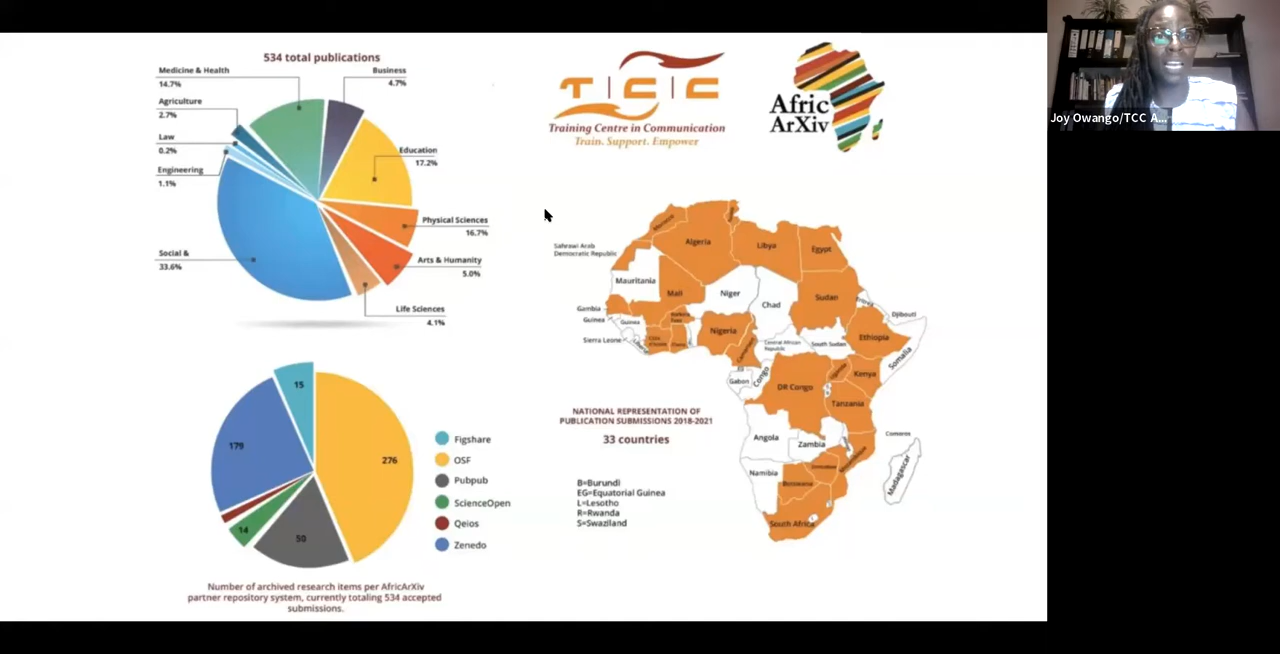 534 total publications
Medicine & Health
14.7%
Business
4.7%
Agriculture
2.7%
Law
0.2%
Engineering
1.1%
Education
17.2%
Physical Sciences
16.7%
Arts & Humanity
5.0%
Social &
33.6%
Life Sciences
4.1%
T C C
Training Centre in Communication
Train. Support. Empower
Afric
ArXiv
Joy Owango/TCC A...
Morocco
Algeria
Libya
Egypt
Sahrawi Arab
Democratic Republic
Mauritania
Mali
Niger
Chad
Sudan
Eritrea
Djibouti
Gambia
Guinea
Guinea
Burkina
Faso
Nigeria
Ethiopia
Sierra Leone
Ghana
Cameroon
Central African
Republic
South Sudan
Somalia
Gabon
Congo
DR Congo
Uganda
Kenya
Tanzania
Angola
Zambia
Comoros
Namibia
Zimbabwe
Mozambique
Botswana
Madagascar
South Africa
NATIONAL REPRESENTATION OF
PUBLICATION SUBMISSIONS 2018-2021
33 countries
B=Burundi
EG=Equatorial Guinea
L=Lesotho
R=Rwanda
S=Swaziland
15
179
276
14
50
Figshare
OSF
Pubpub
ScienceOpen
Qeios
Zenedo
Number of archived research items per AfricArXiv
partner repository system, currently totaling 534 accepted
submissions.